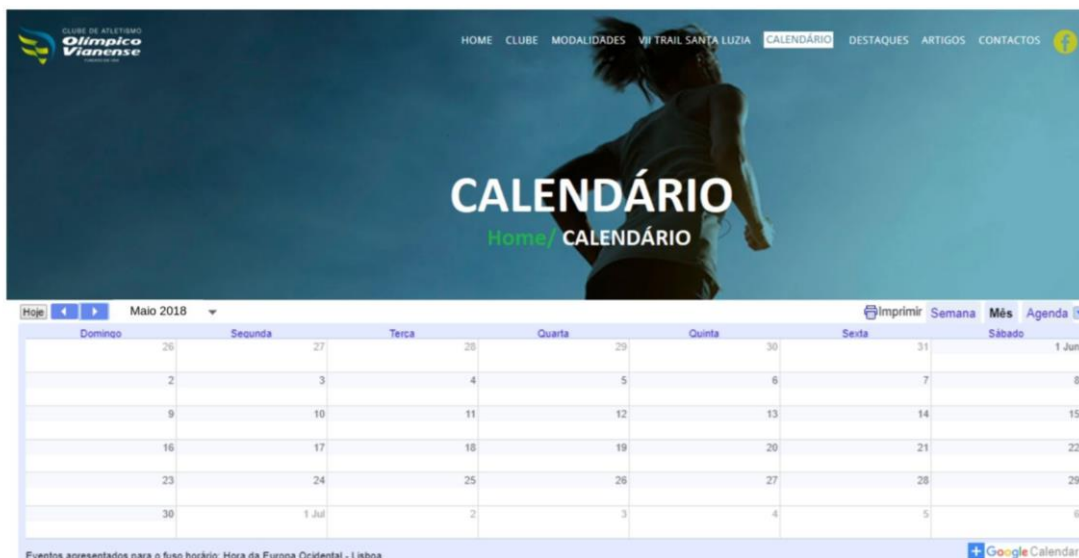 CLUBE DE ATLETISMO
Olímpico
Vianense
HOME CLUBE MODALIDADES VII TRAIL SANTA LUZIA CALENDÁRIO DESTAQUES ARTIGOS CONTACTOS f
CALENDÁRIO
Home/ CALENDÁRIO
Hoje Maio 2018 Imprimir Semana Mês Agenda
Domingo Segunda Terca Quarta Quinta Sexta Sábado
26 27 28 29 30 31 1 Jun
2 3 4 5 6 7 8
9 10 11 12 13 14 15
16 17 18 19 20 21 22
23 24 25 26 27 28 29
30 1 Jul 2 3 4 5 6
Eventos apresentados para o fuso horário: Hora da Europa Ocidental - Lisboa
+ Google Calendar